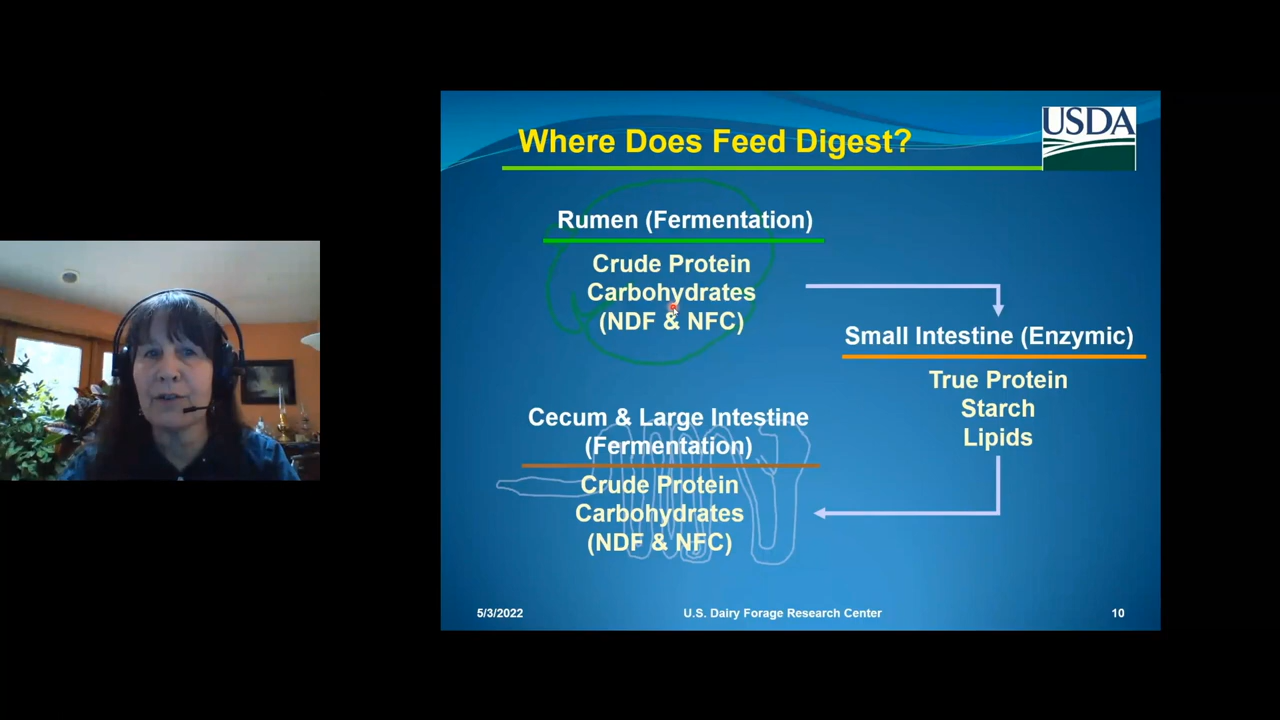 Where Does Feed Digest?
USDA
Rumen (Fermentation)
Crude Protein
Carbohydrates
(NDF & NFC)
Small Intestine (Enzymic)
True Protein
Starch
Lipids
Cecum & Large Intestine
(Fermentation)
Crude Protein
Carbohydrates
(NDF & NFC)
5/3/2022
U.S. Dairy Forage Research Center
10